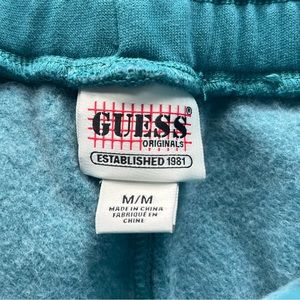 GUESS
ORIGINALS
ESTABLISHED 1981
M/M
MADE IN CHINA
FABRIQUÉ EN
CHINE